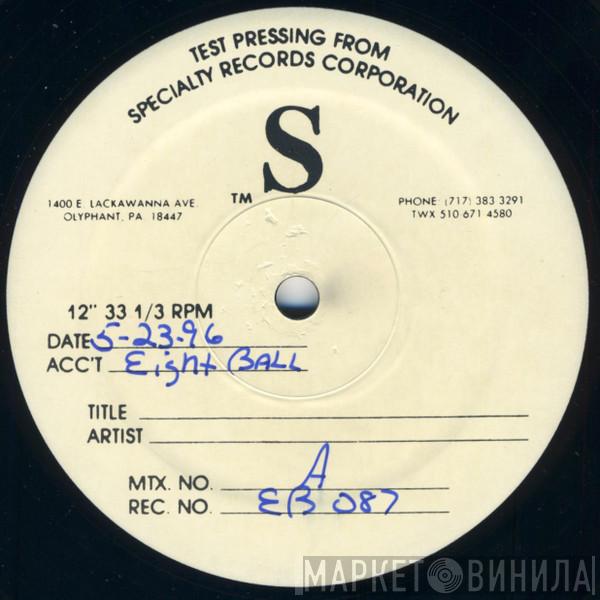 TEST PRESSING FROM
SPECIALTY RECORDS CORPORATION
S
TM
1400 E. LACKAWANNA AVE.
OLYPHANT, PA 18447
PHONE (717) 383 3291
TWX 510 671 4580
12" 33 1/3 RPM
DATE 5-23-96
ACC'T Eight BALL
TITLE
ARTIST
MTX. NO. A
REC. NO. EB 087
МАРКЕТ ВИНИЛА